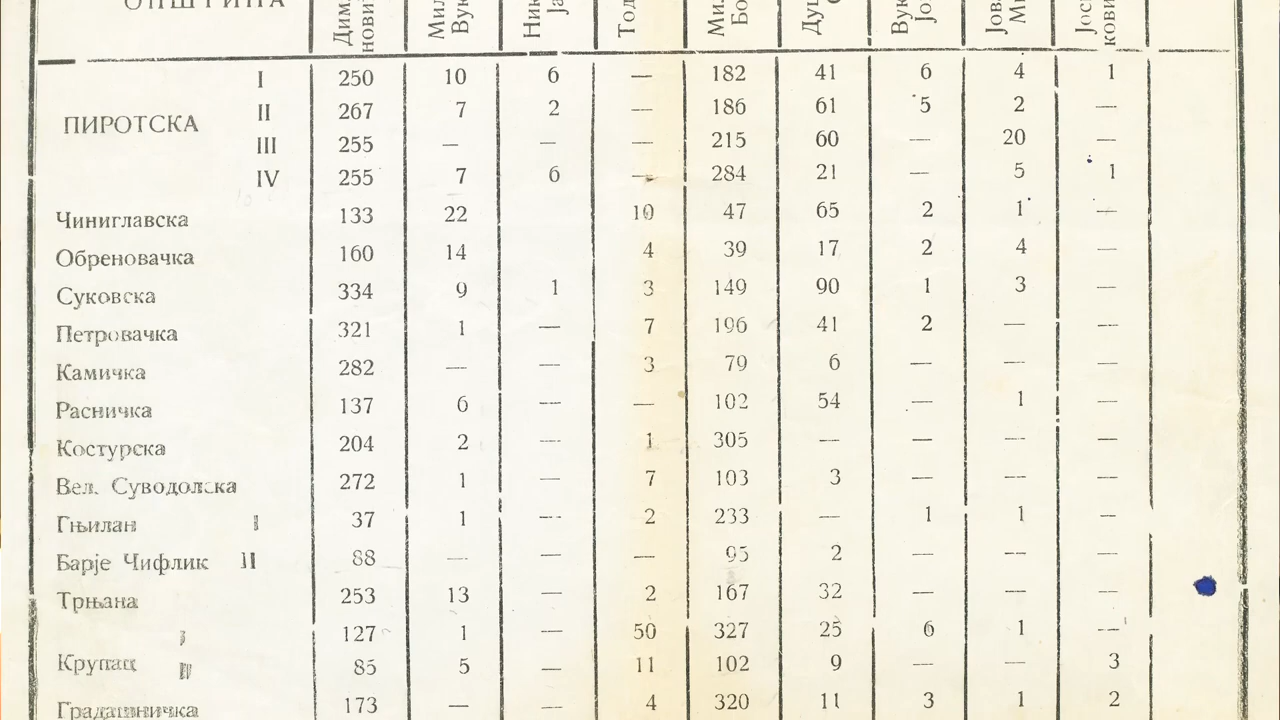 ОПШТИНА
I 250 10 6 — 182 41 6 4 1
II 267 7 2 — 186 61 5 2 —
ПИРОТСКА
III 255 — — — 215 60 — 20 —
IV 255 7 6 — 284 21 — 5 1
Чиниглавска 133 22 10 47 65 2 1 —
Обреновачка 160 14 4 39 17 2 4 —
Суковска 334 9 1 3 149 90 1 3 —
Петровачка 321 1 — 7 196 41 2 — —
Камичка 282 — — 3 79 6 — — —
Расничка 137 6 — — 102 54 — 1 —
Костурска 204 2 — 1 305 — — — —
Вел. Суводолска 272 1 — 7 103 3 — — —
Гњилан I 37 1 — 2 233 — 1 1 —
Барје Чифлик II 88 — — — 95 2 — — —
Трњана 253 13 — 2 167 32 — — —
I 127 1 — 50 327 25 6 1 —
Крупац II 85 5 — 11 102 9 — — 3
Градашничка 173 — — 4 320 11 3 1 2